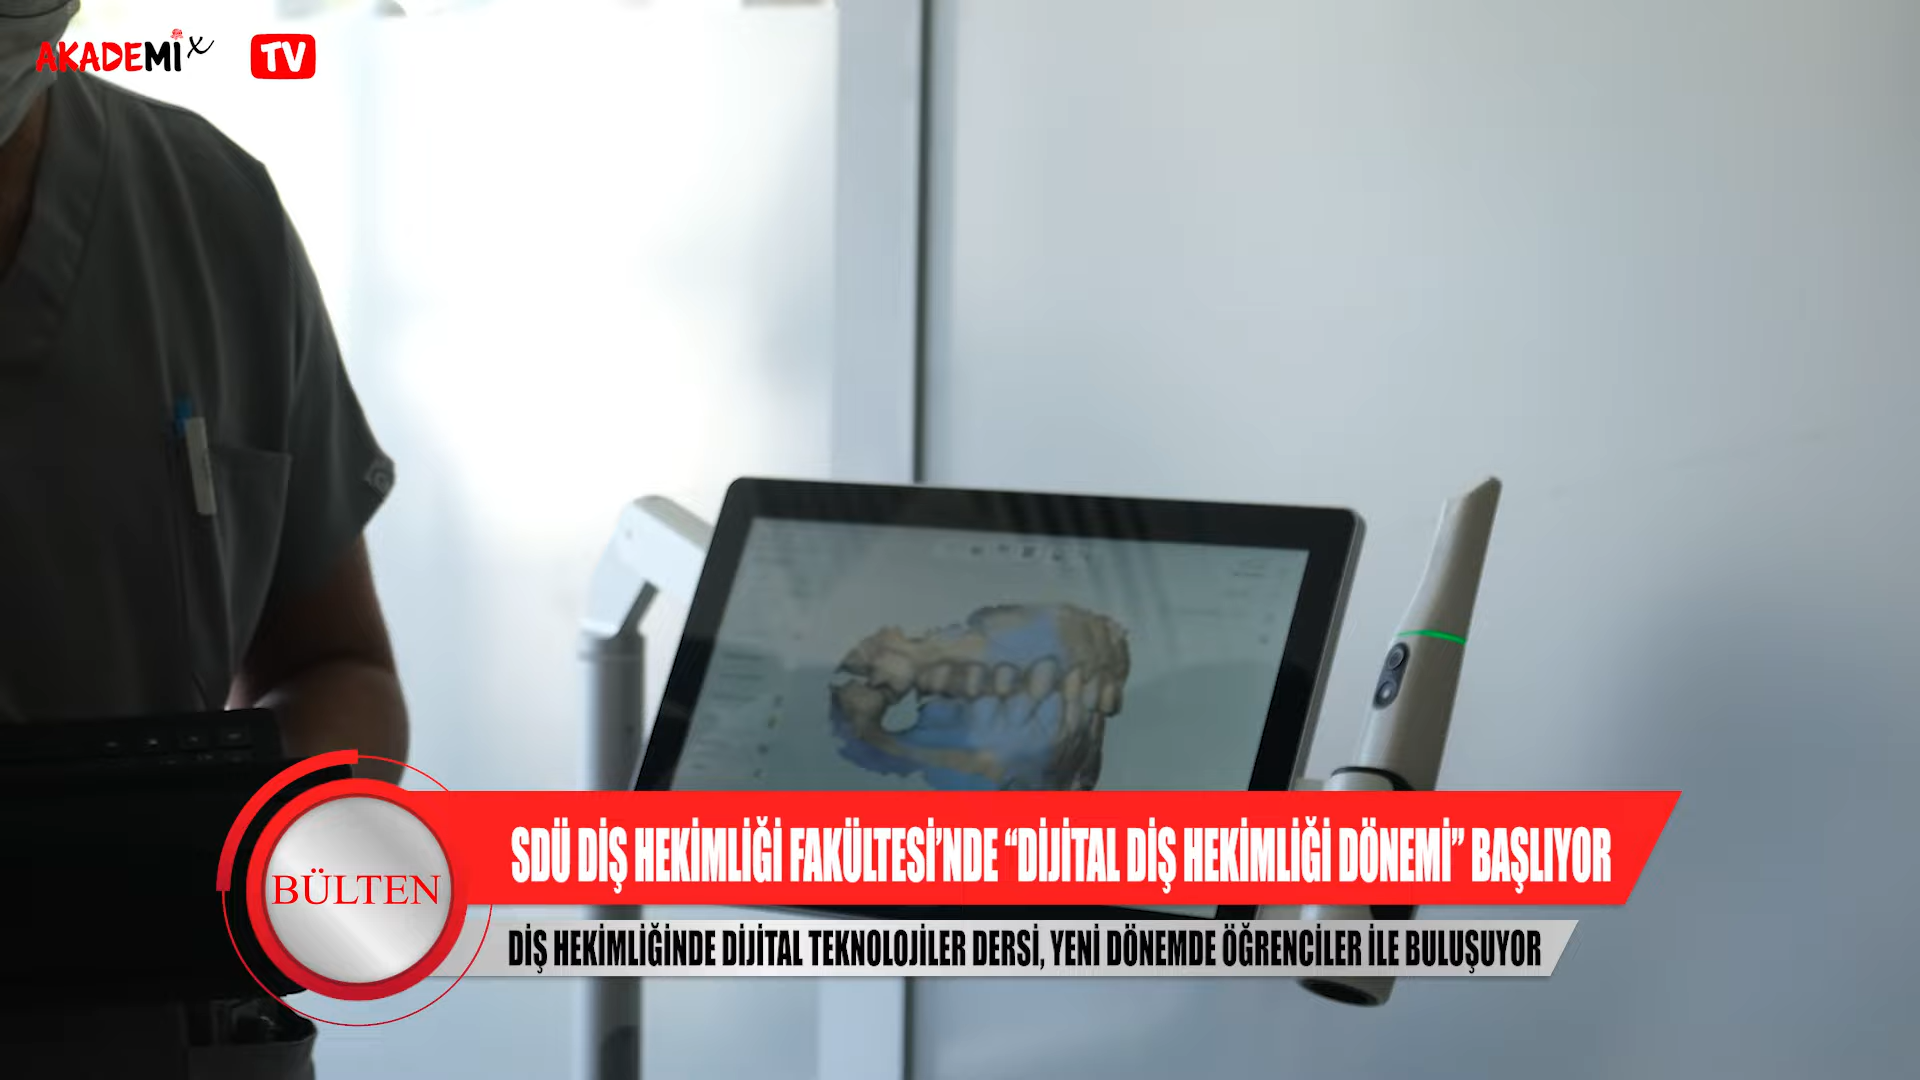 AKADEMİX TV
SDÜ DİŞ HEKİMLİĞİ FAKÜLTESİ’NDE “DİJİTAL DİŞ HEKİMLİĞİ DÖNEMİ” BAŞLIYOR
BÜLTEN
DİŞ HEKİMLİĞİNDE DİJİTAL TEKNOLOJİLER DERSİ, YENİ DÖNEMDE ÖĞRENCİLER İLE BULUŞUYOR